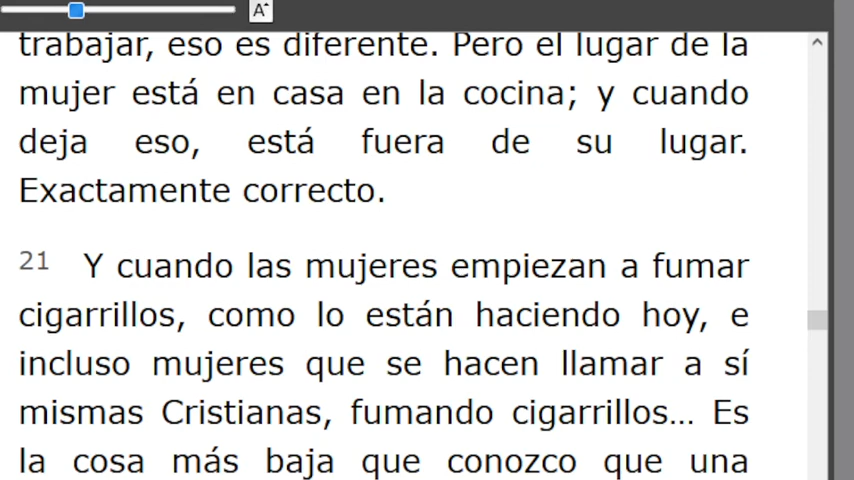 A
trabajar, eso es diferente. Pero el lugar de la
mujer está en casa en la cocina; y cuando
deja eso, está fuera de su lugar.
Exactamente correcto.
21 Y cuando las mujeres empiezan a fumar
cigarrillos, como lo están haciendo hoy, e
incluso mujeres que se hacen llamar a sí
mismas Cristianas, fumando cigarrillos... Es
la cosa más baja que conozco que una